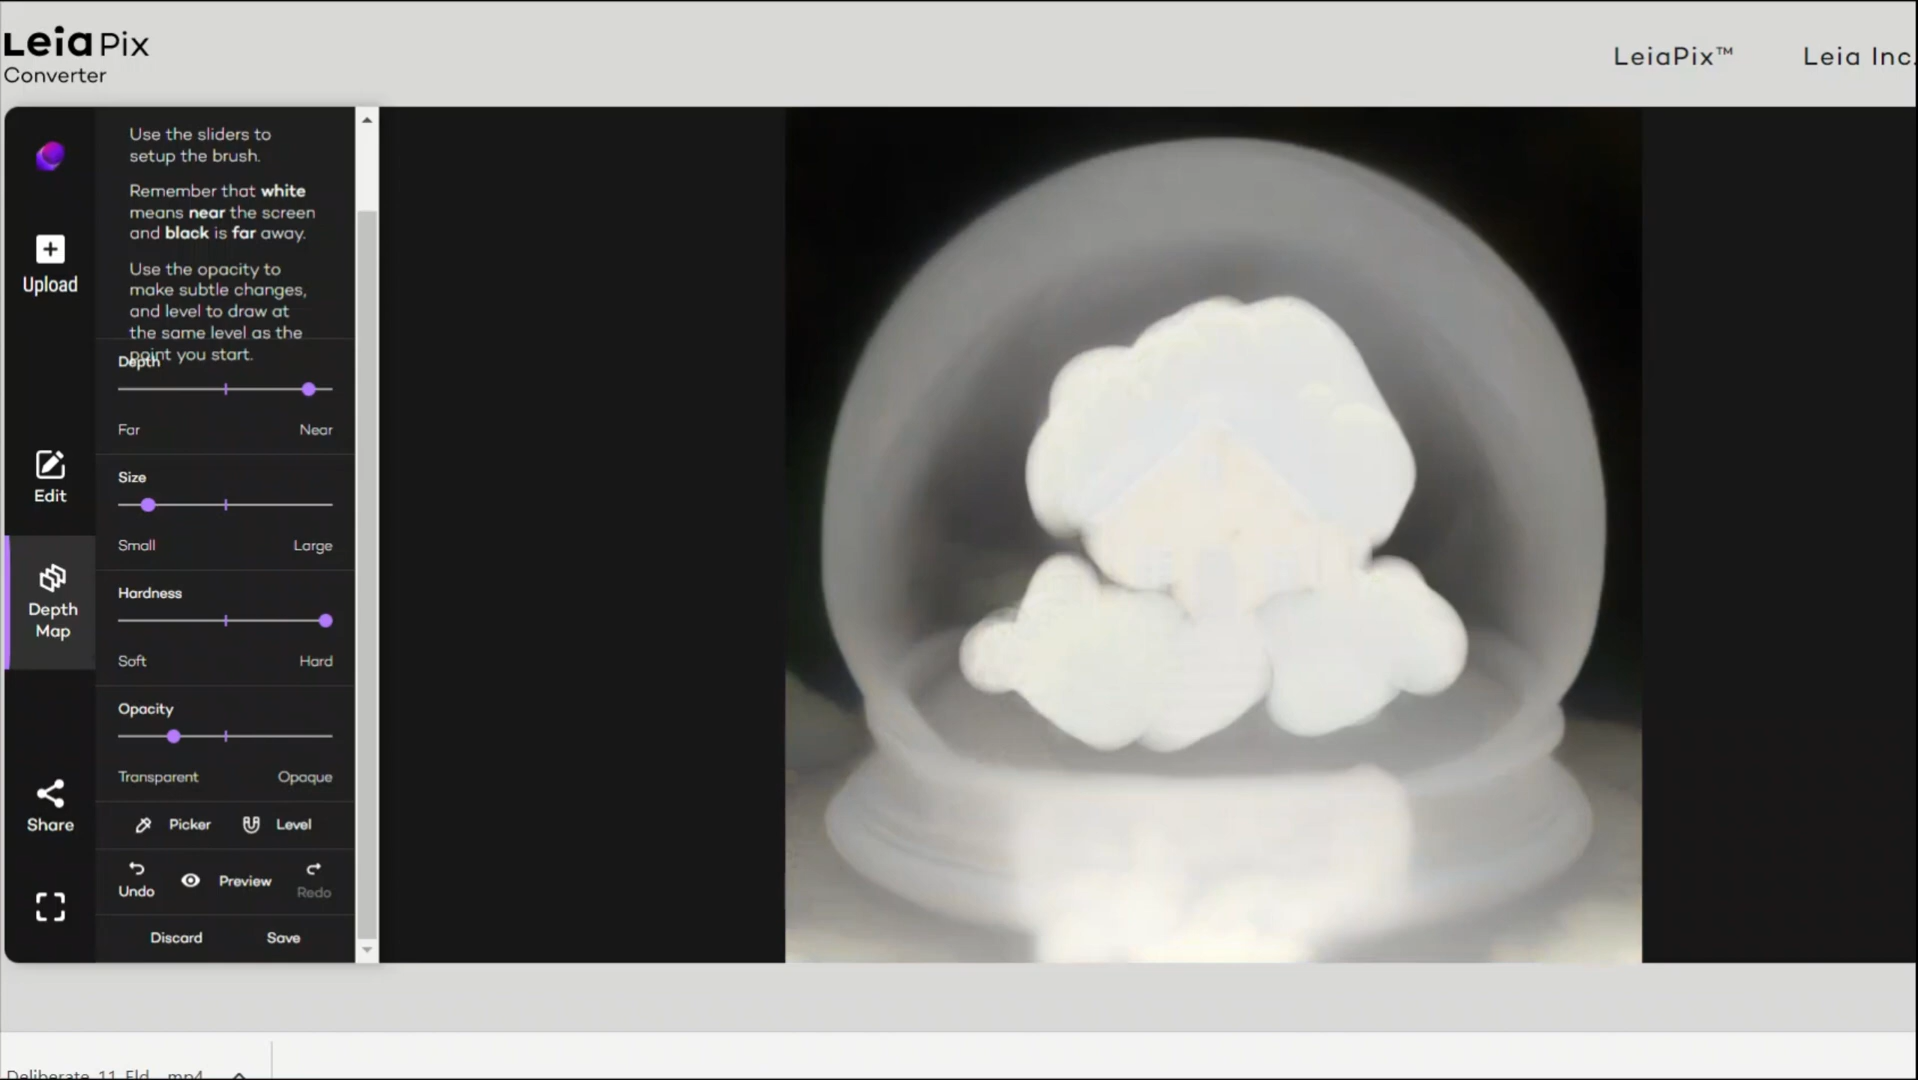 Leia Pix
Converter
LeiaPix™
Leia Inc.
Use the sliders to
setup the brush.
Remember that white
means near the screen
and black is far away.
Use the opacity to
make subtle changes,
and level to draw at
the same level as the
point you start.
Depth
Far
Near
Size
Small
Large
Hardness
Soft
Hard
Opacity
Transparent
Opaque
Picker
Level
Undo
Preview
Redo
Discard
Save
Upload
Edit
Depth
Map
Share
Deliberate_11_Eld....mp4